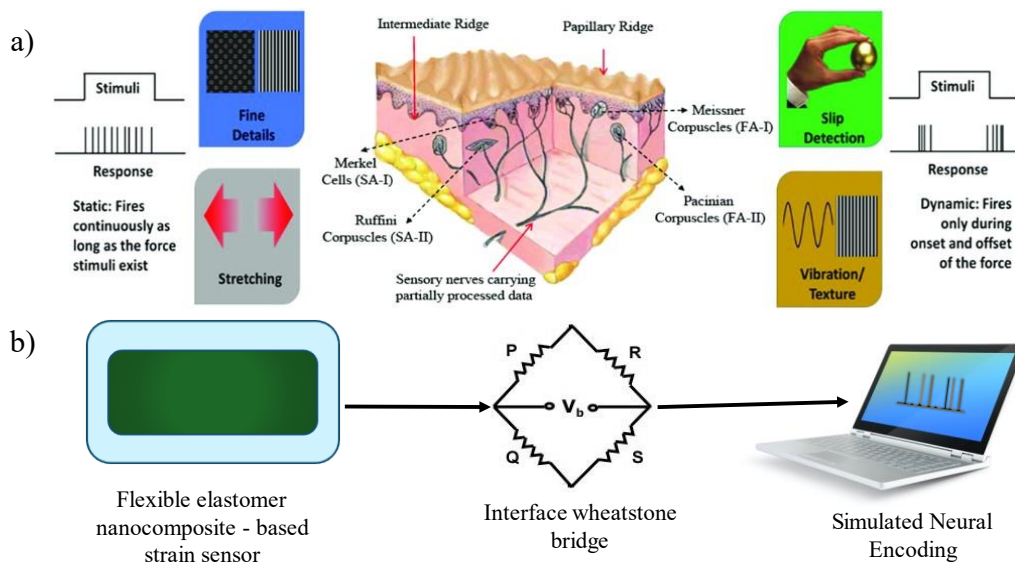 a)
Stimuli
Response
Static: Fires
continuously as
long as the force
stimuli exist
Fine
Details
Stretching
Intermediate Ridge
Papillary Ridge
Merkel
Cells (SA-I)
Ruffini
Corpuscles (SA-II)
Sensory nerves carrying
partially processed data
Meissner
Corpuscles (FA-I)
Pacinian
Corpuscles (FA-II)
Slip
Detection
Vibration/
Texture
Stimuli
Response
Dynamic: Fires
only during
onset and offset
of the force
b)
Flexible elastomer
nanocomposite - based
strain sensor
P
R
V_b
Q
S
Interface wheatstone
bridge
Simulated Neural
Encoding